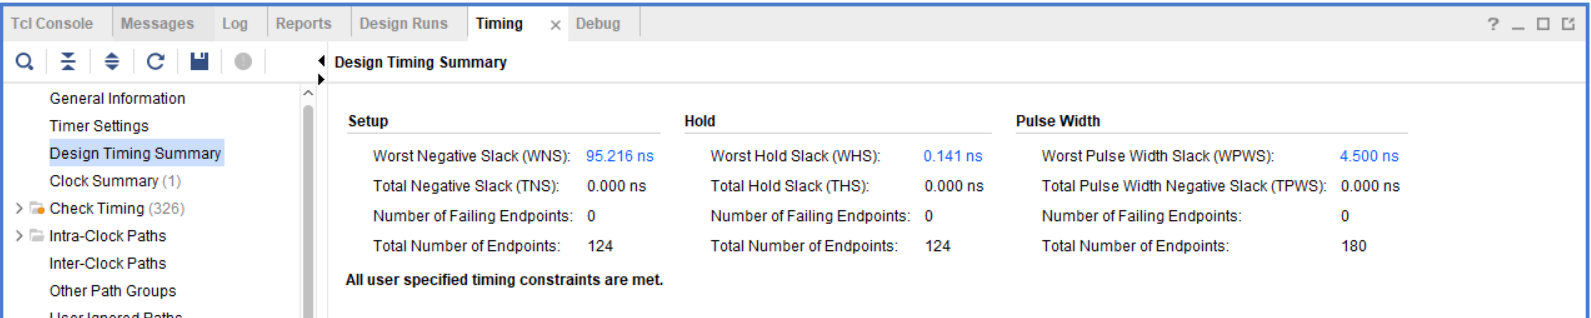 Tcl Console Messages Log Reports Design Runs Timing × Debug ? _
Design Timing Summary
General Information
Timer Settings
Design Timing Summary
Clock Summary (1)
Check Timing (326)
Intra-Clock Paths
Inter-Clock Paths
Other Path Groups
User Ignored Paths
Setup Hold Pulse Width
Worst Negative Slack (WNS): 95.216 ns Worst Hold Slack (WHS): 0.141 ns Worst Pulse Width Slack (WPWS): 4.500 ns
Total Negative Slack (TNS): 0.000 ns Total Hold Slack (THS): 0.000 ns Total Pulse Width Negative Slack (TPWS): 0.000 ns
Number of Failing Endpoints: 0 Number of Failing Endpoints: 0 Number of Failing Endpoints: 0
Total Number of Endpoints: 124 Total Number of Endpoints: 124 Total Number of Endpoints: 180
All user specified timing constraints are met.